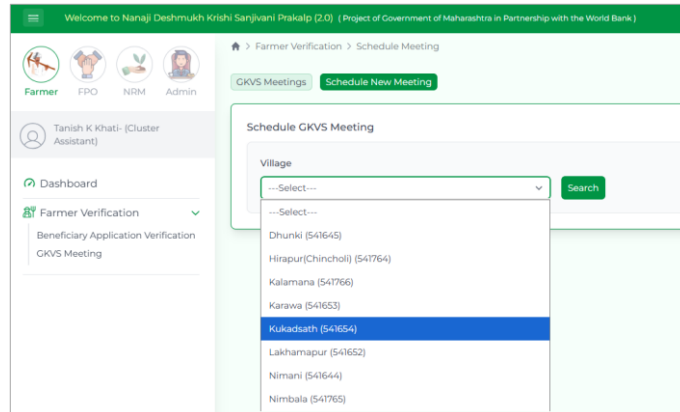 Welcome to Nanaji Deshmukh Krishi Sanjivani Prakalp (2.0) ( Project of Government of Maharashtra in Partnership with the World Bank )
> Farmer Verification > Schedule Meeting
Farmer FPO NRM Admin
GKVS Meetings Schedule New Meeting
Tanish K Khati- (Cluster
Assistant)
Schedule GKVS Meeting
Village
---Select---
Search
Dashboard
Farmer Verification
Beneficiary Application Verification
GKVS Meeting
---Select---
Dhunki (541645)
Hirapur(Chincholi) (541764)
Kalamana (541766)
Karawa (541653)
Kukadsath (541654)
Lakhamapur (541652)
Nimani (541644)
Nimbala (541765)